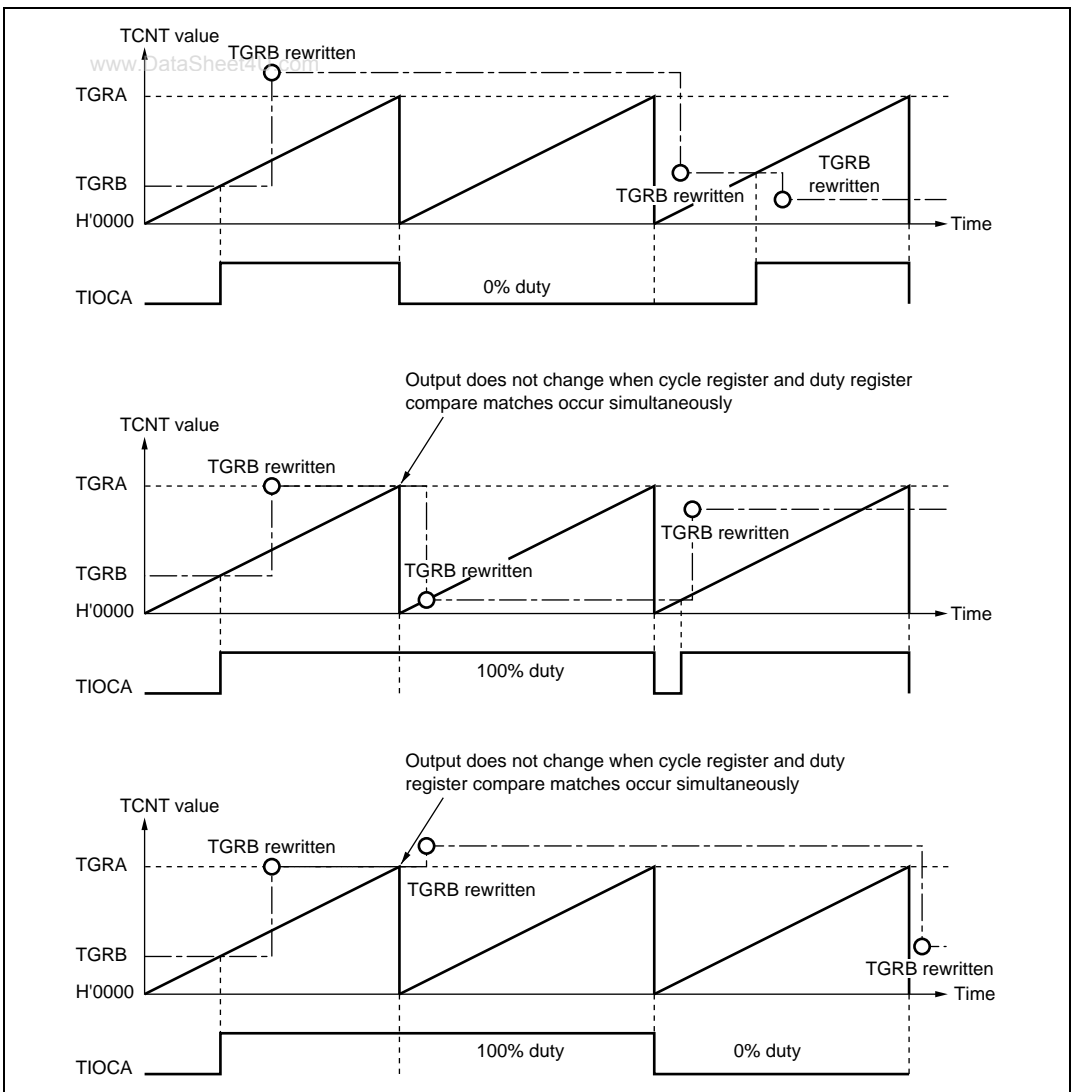 TCNT value
TGRB rewritten
www.DataSheet4U.com
TGRA
TGRB
rewritten
TGRB
TGRB rewritten
H'0000
Time
0% duty
TIOCA
Output does not change when cycle register and duty register
compare matches occur simultaneously
TCNT value
TGRB rewritten
TGRA
TGRB rewritten
TGRB
TGRB rewritten
H'0000
Time
100% duty
TIOCA
Output does not change when cycle register and duty
register compare matches occur simultaneously
TCNT value
TGRB rewritten
TGRA
TGRB rewritten
TGRB
TGRB rewritten
H'0000
Time
100% duty
0% duty
TIOCA